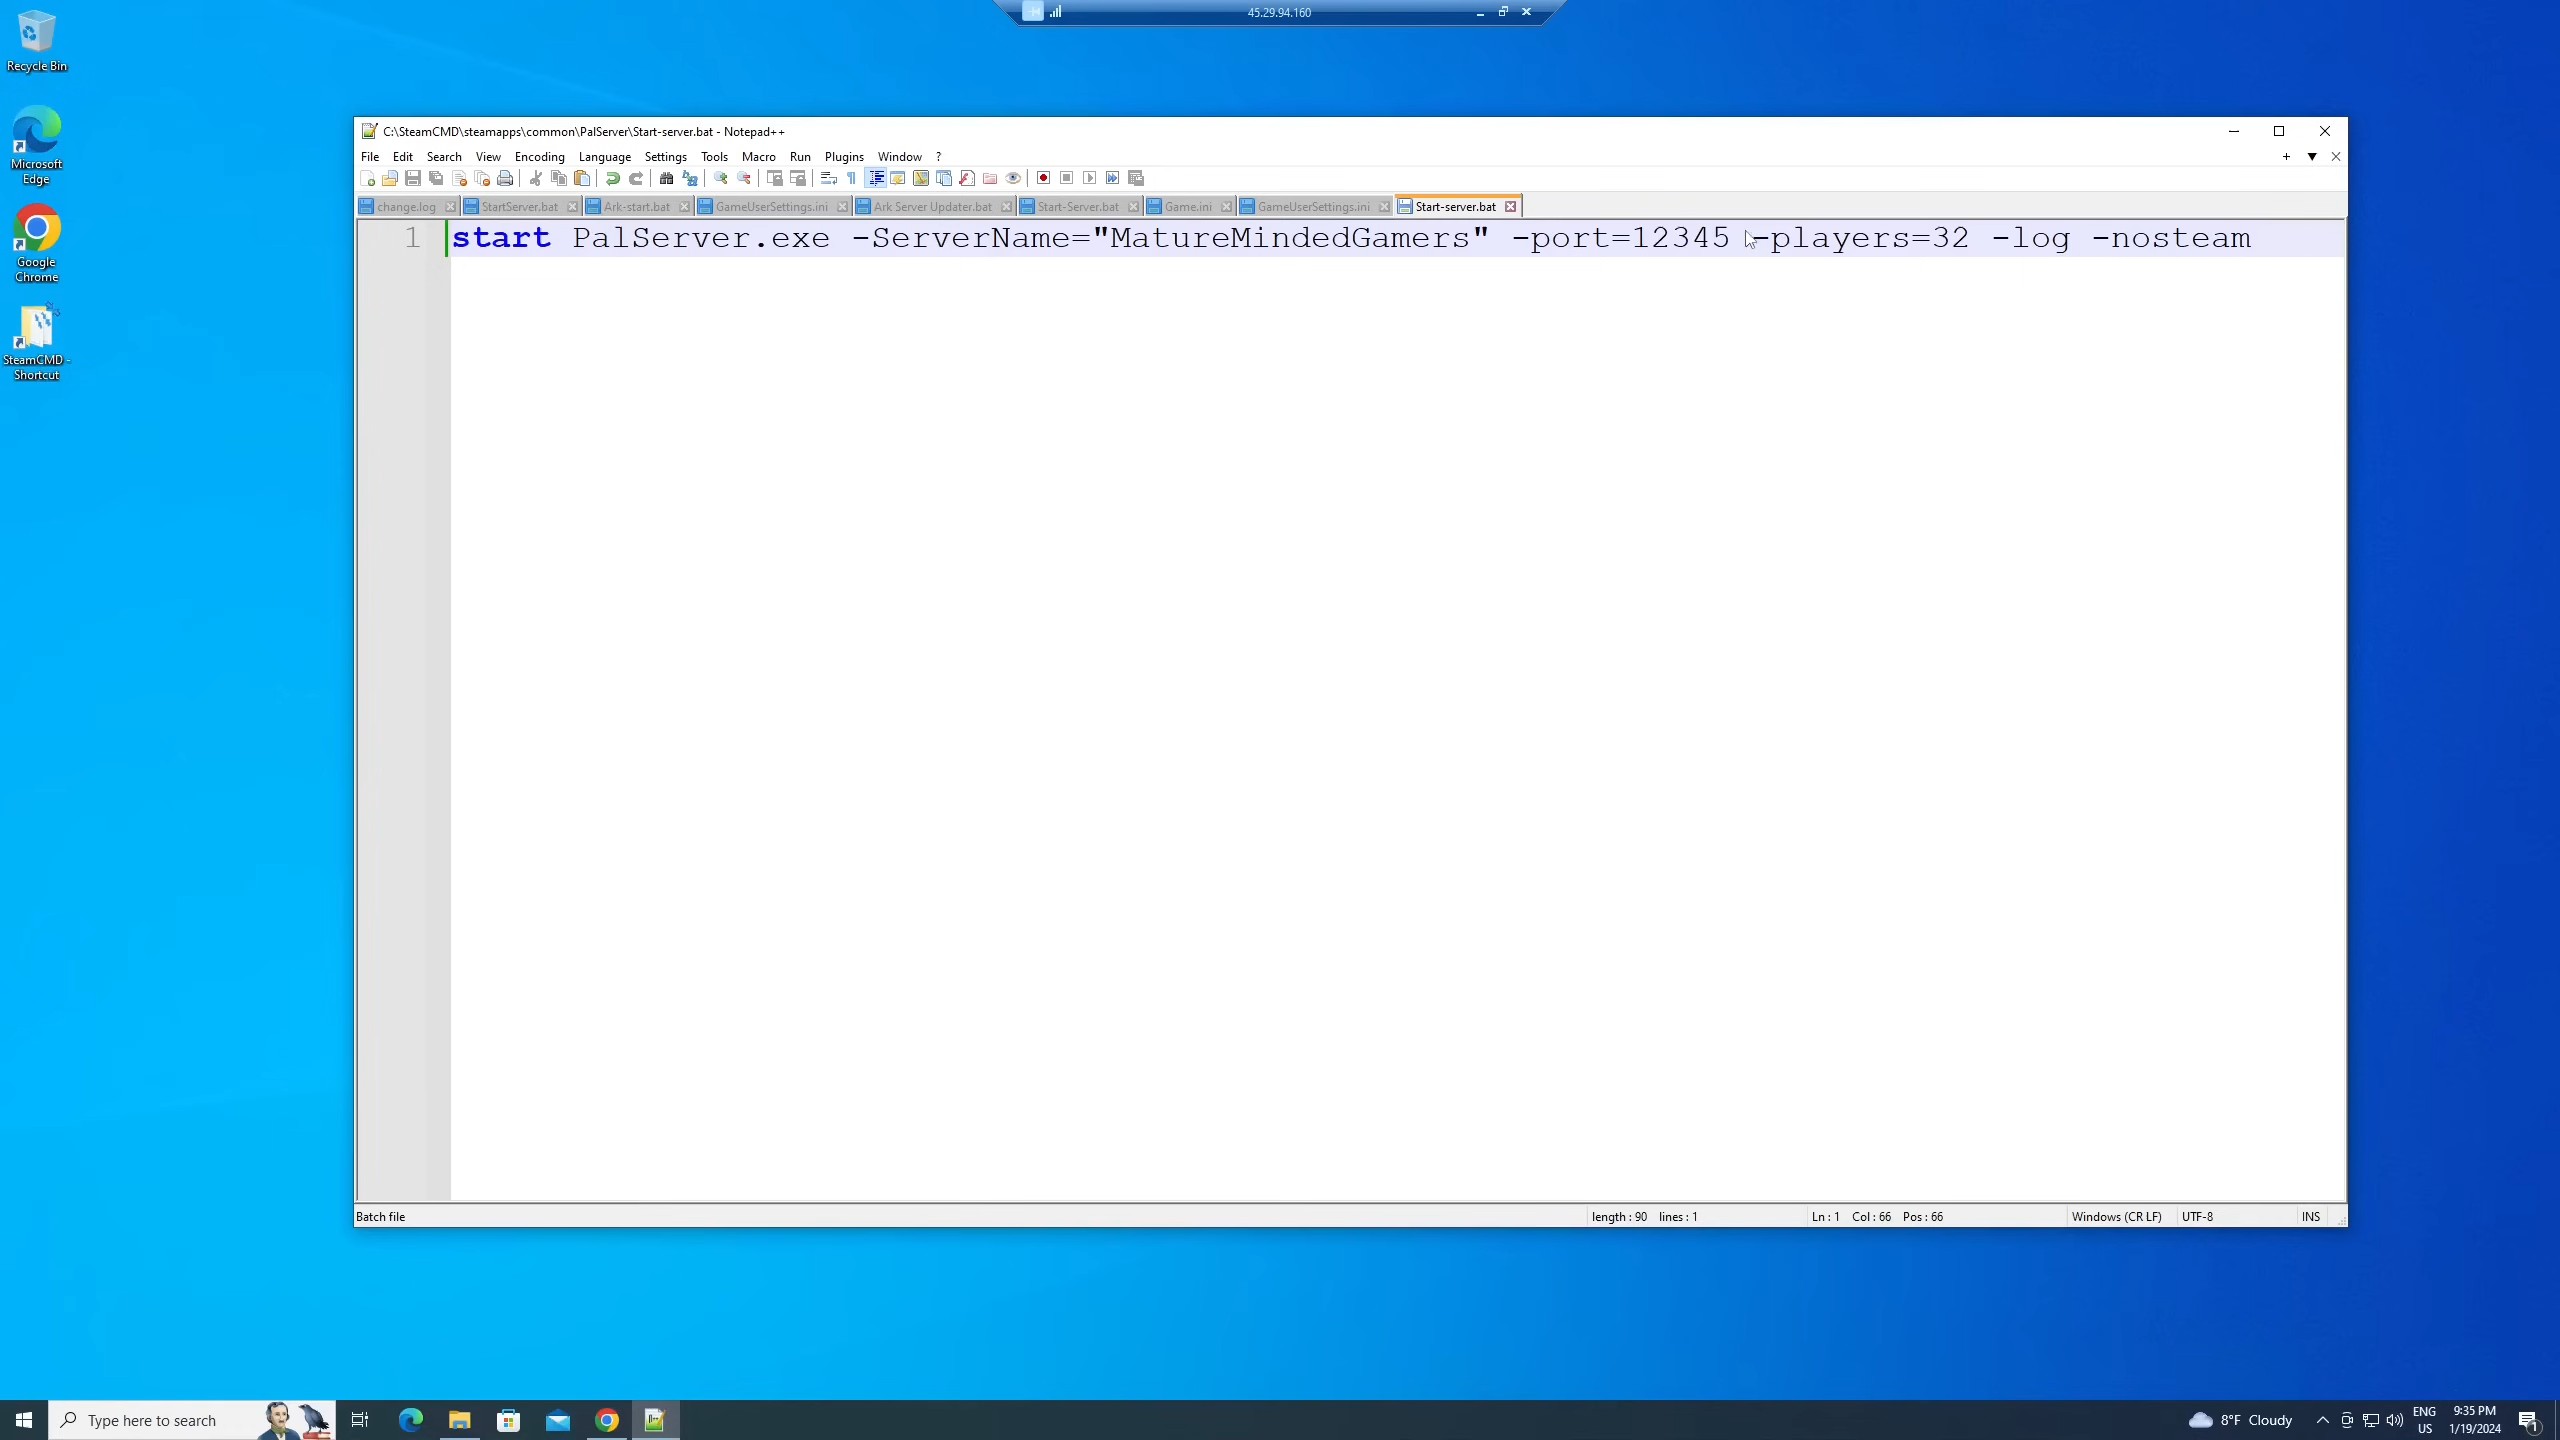 45.29.94.160
Recycle Bin
Microsoft
Edge
Google
Chrome
SteamCMD -
Shortcut
C:\SteamCMD\steamapps\common\PalServer\Start-server.bat - Notepad++
File Edit Search View Encoding Language Settings Tools Macro Run Plugins Window ?
change.log StartServer.bat Ark-start.bat GameUserSettings.ini Ark Server Updater.bat Start-Server.bat Game.ini GameUserSettings.ini Start-server.bat
1 start PalServer.exe -ServerName="MatureMindedGamers" -port=12345 -players=32 -log -nosteam
Batch file length : 90 lines : 1 Ln : 1 Col : 66 Pos : 66 Windows (CR LF) UTF-8 INS
Type here to search
8°F Cloudy
ENG
US
9:35 PM
1/19/2024
1